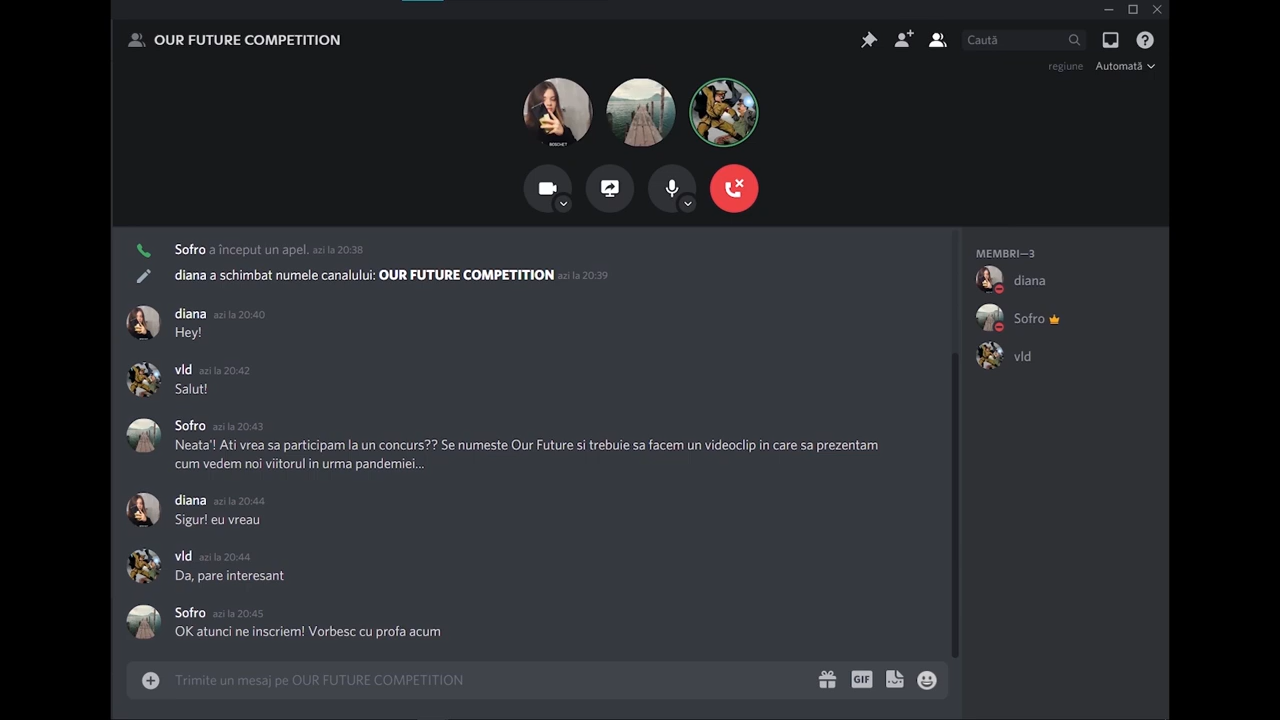 OUR FUTURE COMPETITION
Caută
regiune Automată
BOSCHET
Sofro a început un apel. azi la 20:38
diana a schimbat numele canalului: OUR FUTURE COMPETITION azi la 20:39
diana azi la 20:40
Hey!
vld azi la 20:42
Salut!
Sofro azi la 20:43
Neata'! Ati vrea sa participam la un concurs?? Se numeste Our Future si trebuie sa facem un videoclip in care sa prezentam
cum vedem noi viitorul in urma pandemiei...
diana azi la 20:44
Sigur! eu vreau
vld azi la 20:44
Da, pare interesant
Sofro azi la 20:45
OK atunci ne inscriem! Vorbesc cu profa acum
Trimite un mesaj pe OUR FUTURE COMPETITION
GIF
MEMBRI—3
diana
Sofro
vld